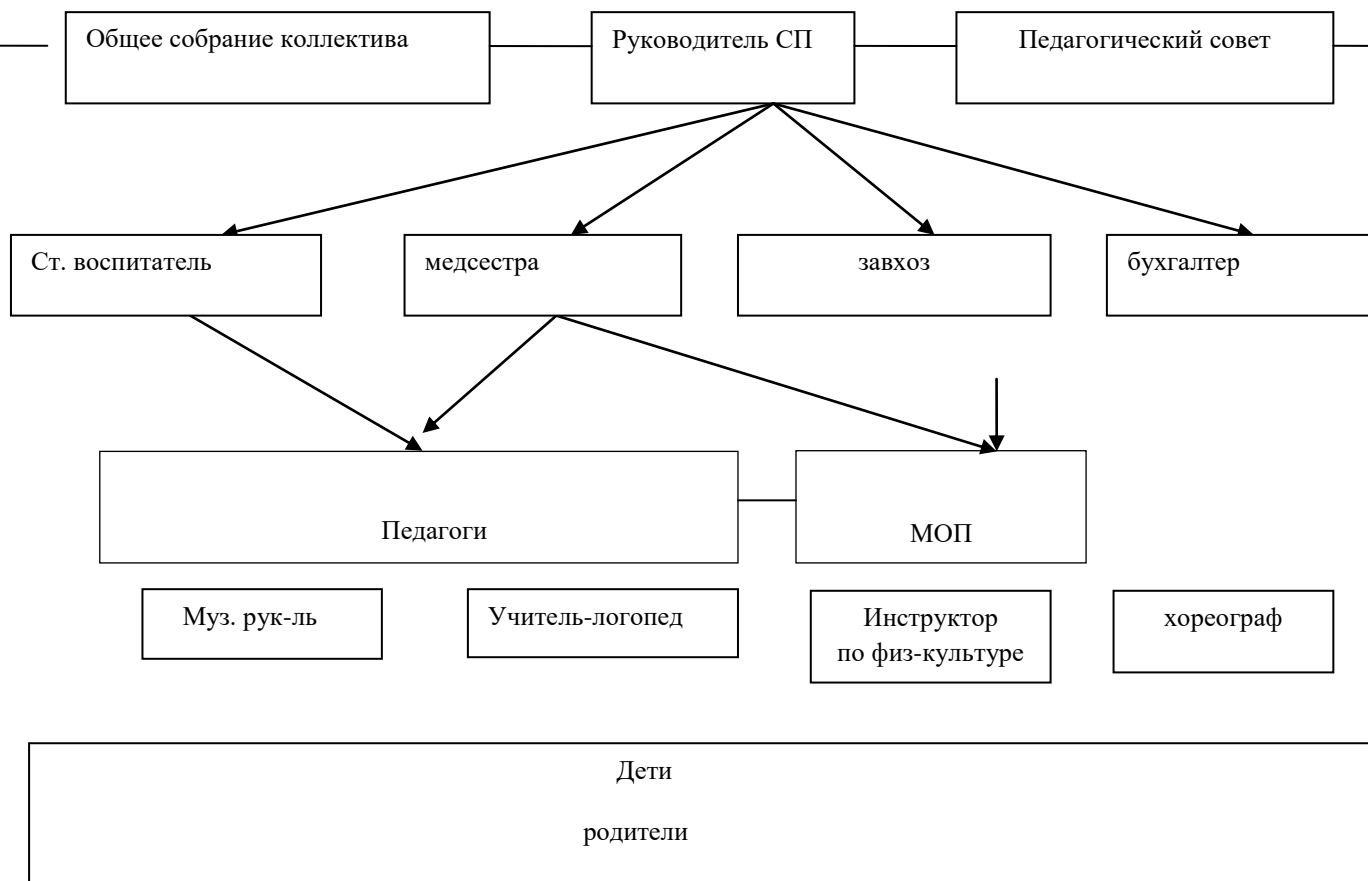 Общее собрание коллектива
Руководитель СП
Педагогический совет
Ст. воспитатель
медсестра
завхоз
бухгалтер
Педагоги
МОП
Муз. рук-ль
Учитель-логопед
Инструктор
по физ-культуре
хореограф
Дети
родители